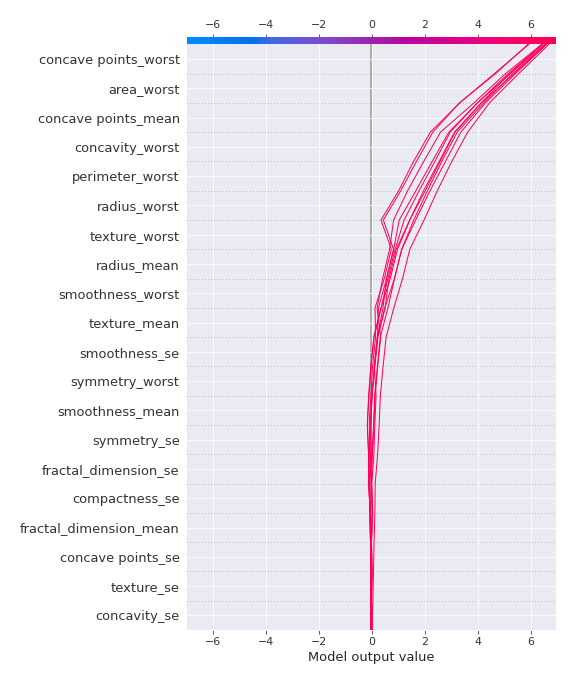 −6 −4 −2 0 2 4 6
concave points_worst
area_worst
concave points_mean
concavity_worst
perimeter_worst
radius_worst
texture_worst
radius_mean
smoothness_worst
texture_mean
smoothness_se
symmetry_worst
smoothness_mean
symmetry_se
fractal_dimension_se
compactness_se
fractal_dimension_mean
concave points_se
texture_se
concavity_se
−6 −4 −2 0 2 4 6
Model output value